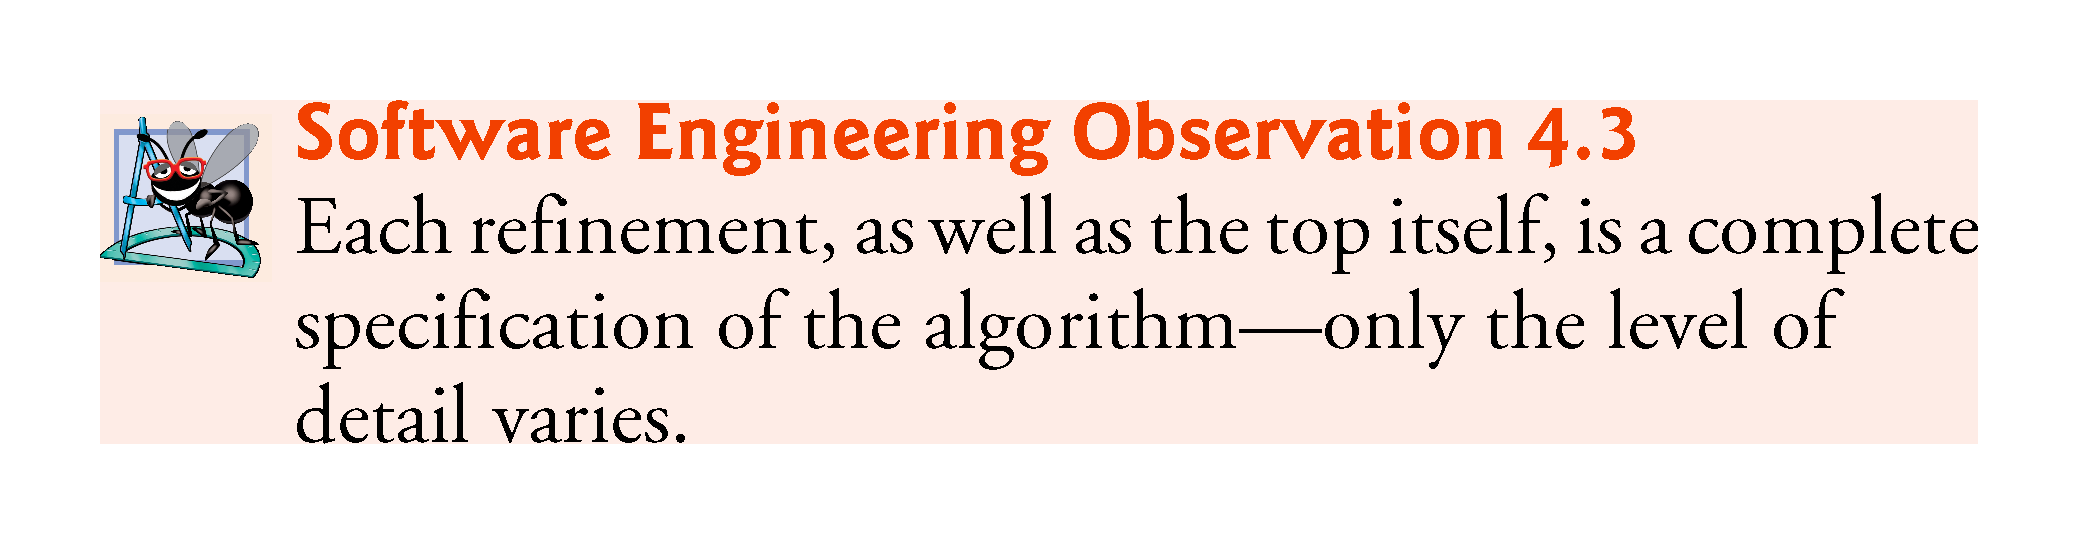 Software Engineering Observation 4.3
Each refinement, as well as the top itself, is a complete
specification of the algorithm—only the level of
detail varies.